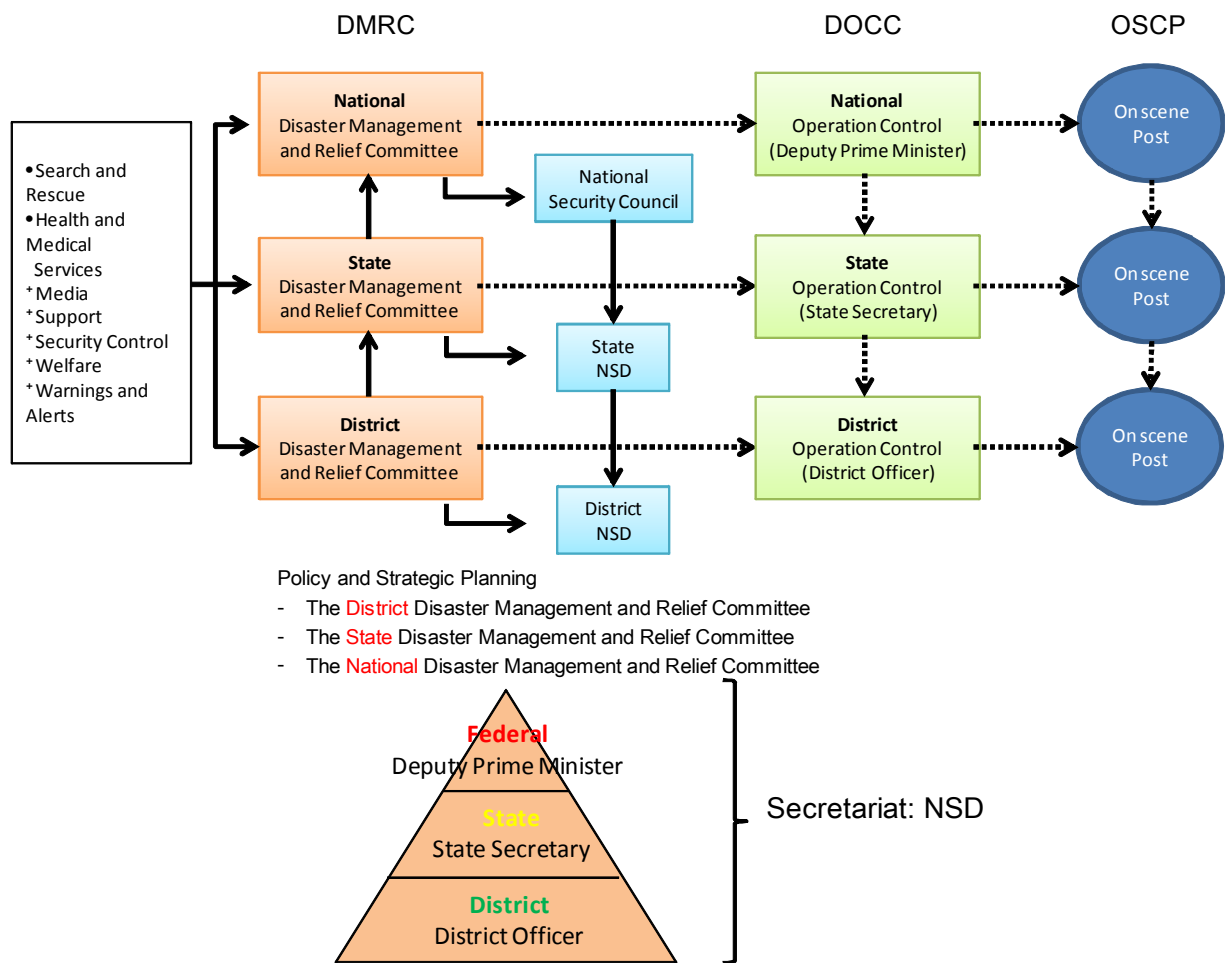 DMRC
DOCC
OSCP
•Search and
Rescue
•Health and
Medical
Services
+Media
+Support
+Security Control
+Welfare
+Warnings and
Alerts
National
Disaster Management
and Relief Committee
National
Security Council
National
Operation Control
(Deputy Prime Minister)
On scene
Post
State
Disaster Management
and Relief Committee
State
NSD
State
Operation Control
(State Secretary)
On scene
Post
District
Disaster Management
and Relief Committee
District
NSD
District
Operation Control
(District Officer)
On scene
Post
Policy and Strategic Planning
- The District Disaster Management and Relief Committee
- The State Disaster Management and Relief Committee
- The National Disaster Management and Relief Committee
Federal
Deputy Prime Minister
State
State Secretary
District
District Officer
Secretariat: NSD